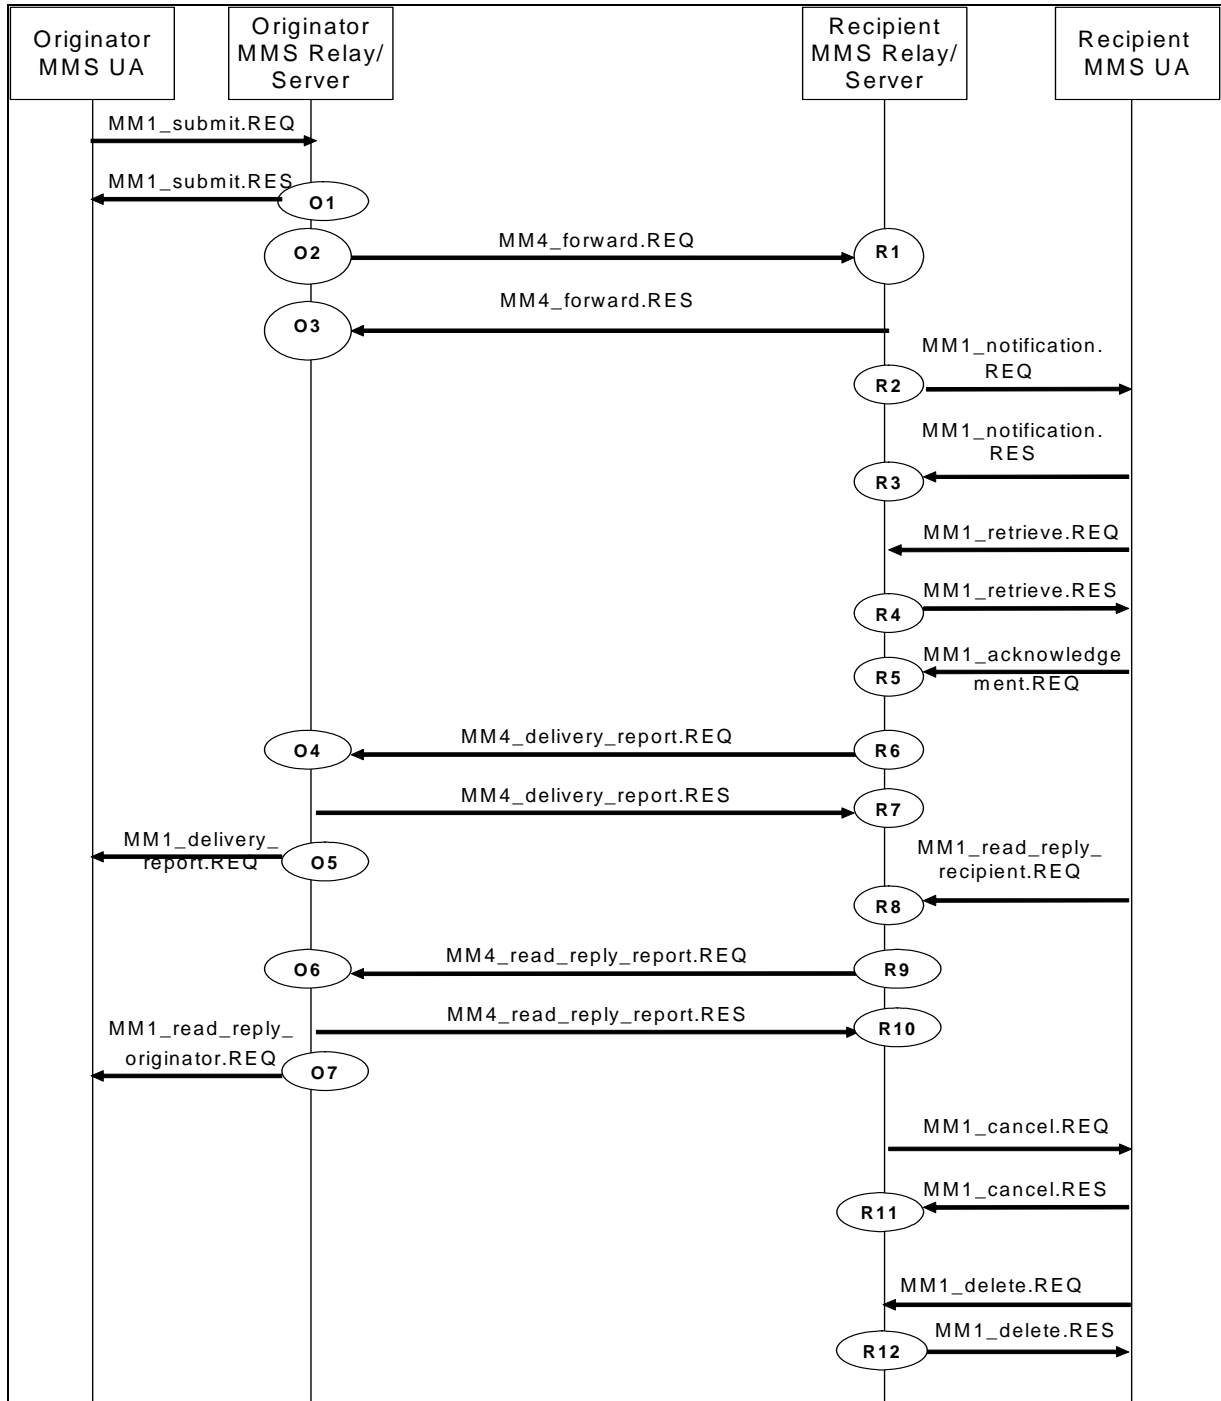 Originator
MMS UA
Originator
MMS Relay/
Server
Recipient
MMS Relay/
Server
Recipient
MMS UA
MM1_submit.REQ
MM1_submit.RES
O1
O2
MM4_forward.REQ
R1
MM4_forward.RES
O3
MM1_notification.
REQ
R2
MM1_notification.
RES
R3
MM1_retrieve.REQ
MM1_retrieve.RES
R4
MM1_acknowledge
ment.REQ
R5
MM4_delivery_report.REQ
O4
R6
MM4_delivery_report.RES
R7
MM1_delivery_
report.REQ
O5
MM1_read_reply_
recipient.REQ
R8
MM4_read_reply_report.REQ
O6
R9
MM4_read_reply_report.RES
R10
MM1_read_reply_
originator.REQ
O7
MM1_cancel.REQ
MM1_cancel.RES
R11
MM1_delete.REQ
MM1_delete.RES
R12